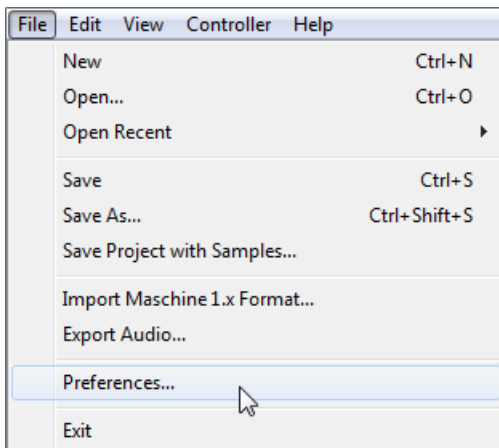 File Edit View Controller Help
New Ctrl+N
Open... Ctrl+O
Open Recent
Save Ctrl+S
Save As... Ctrl+Shift+S
Save Project with Samples...
Import Maschine 1.x Format...
Export Audio...
Preferences...
Exit